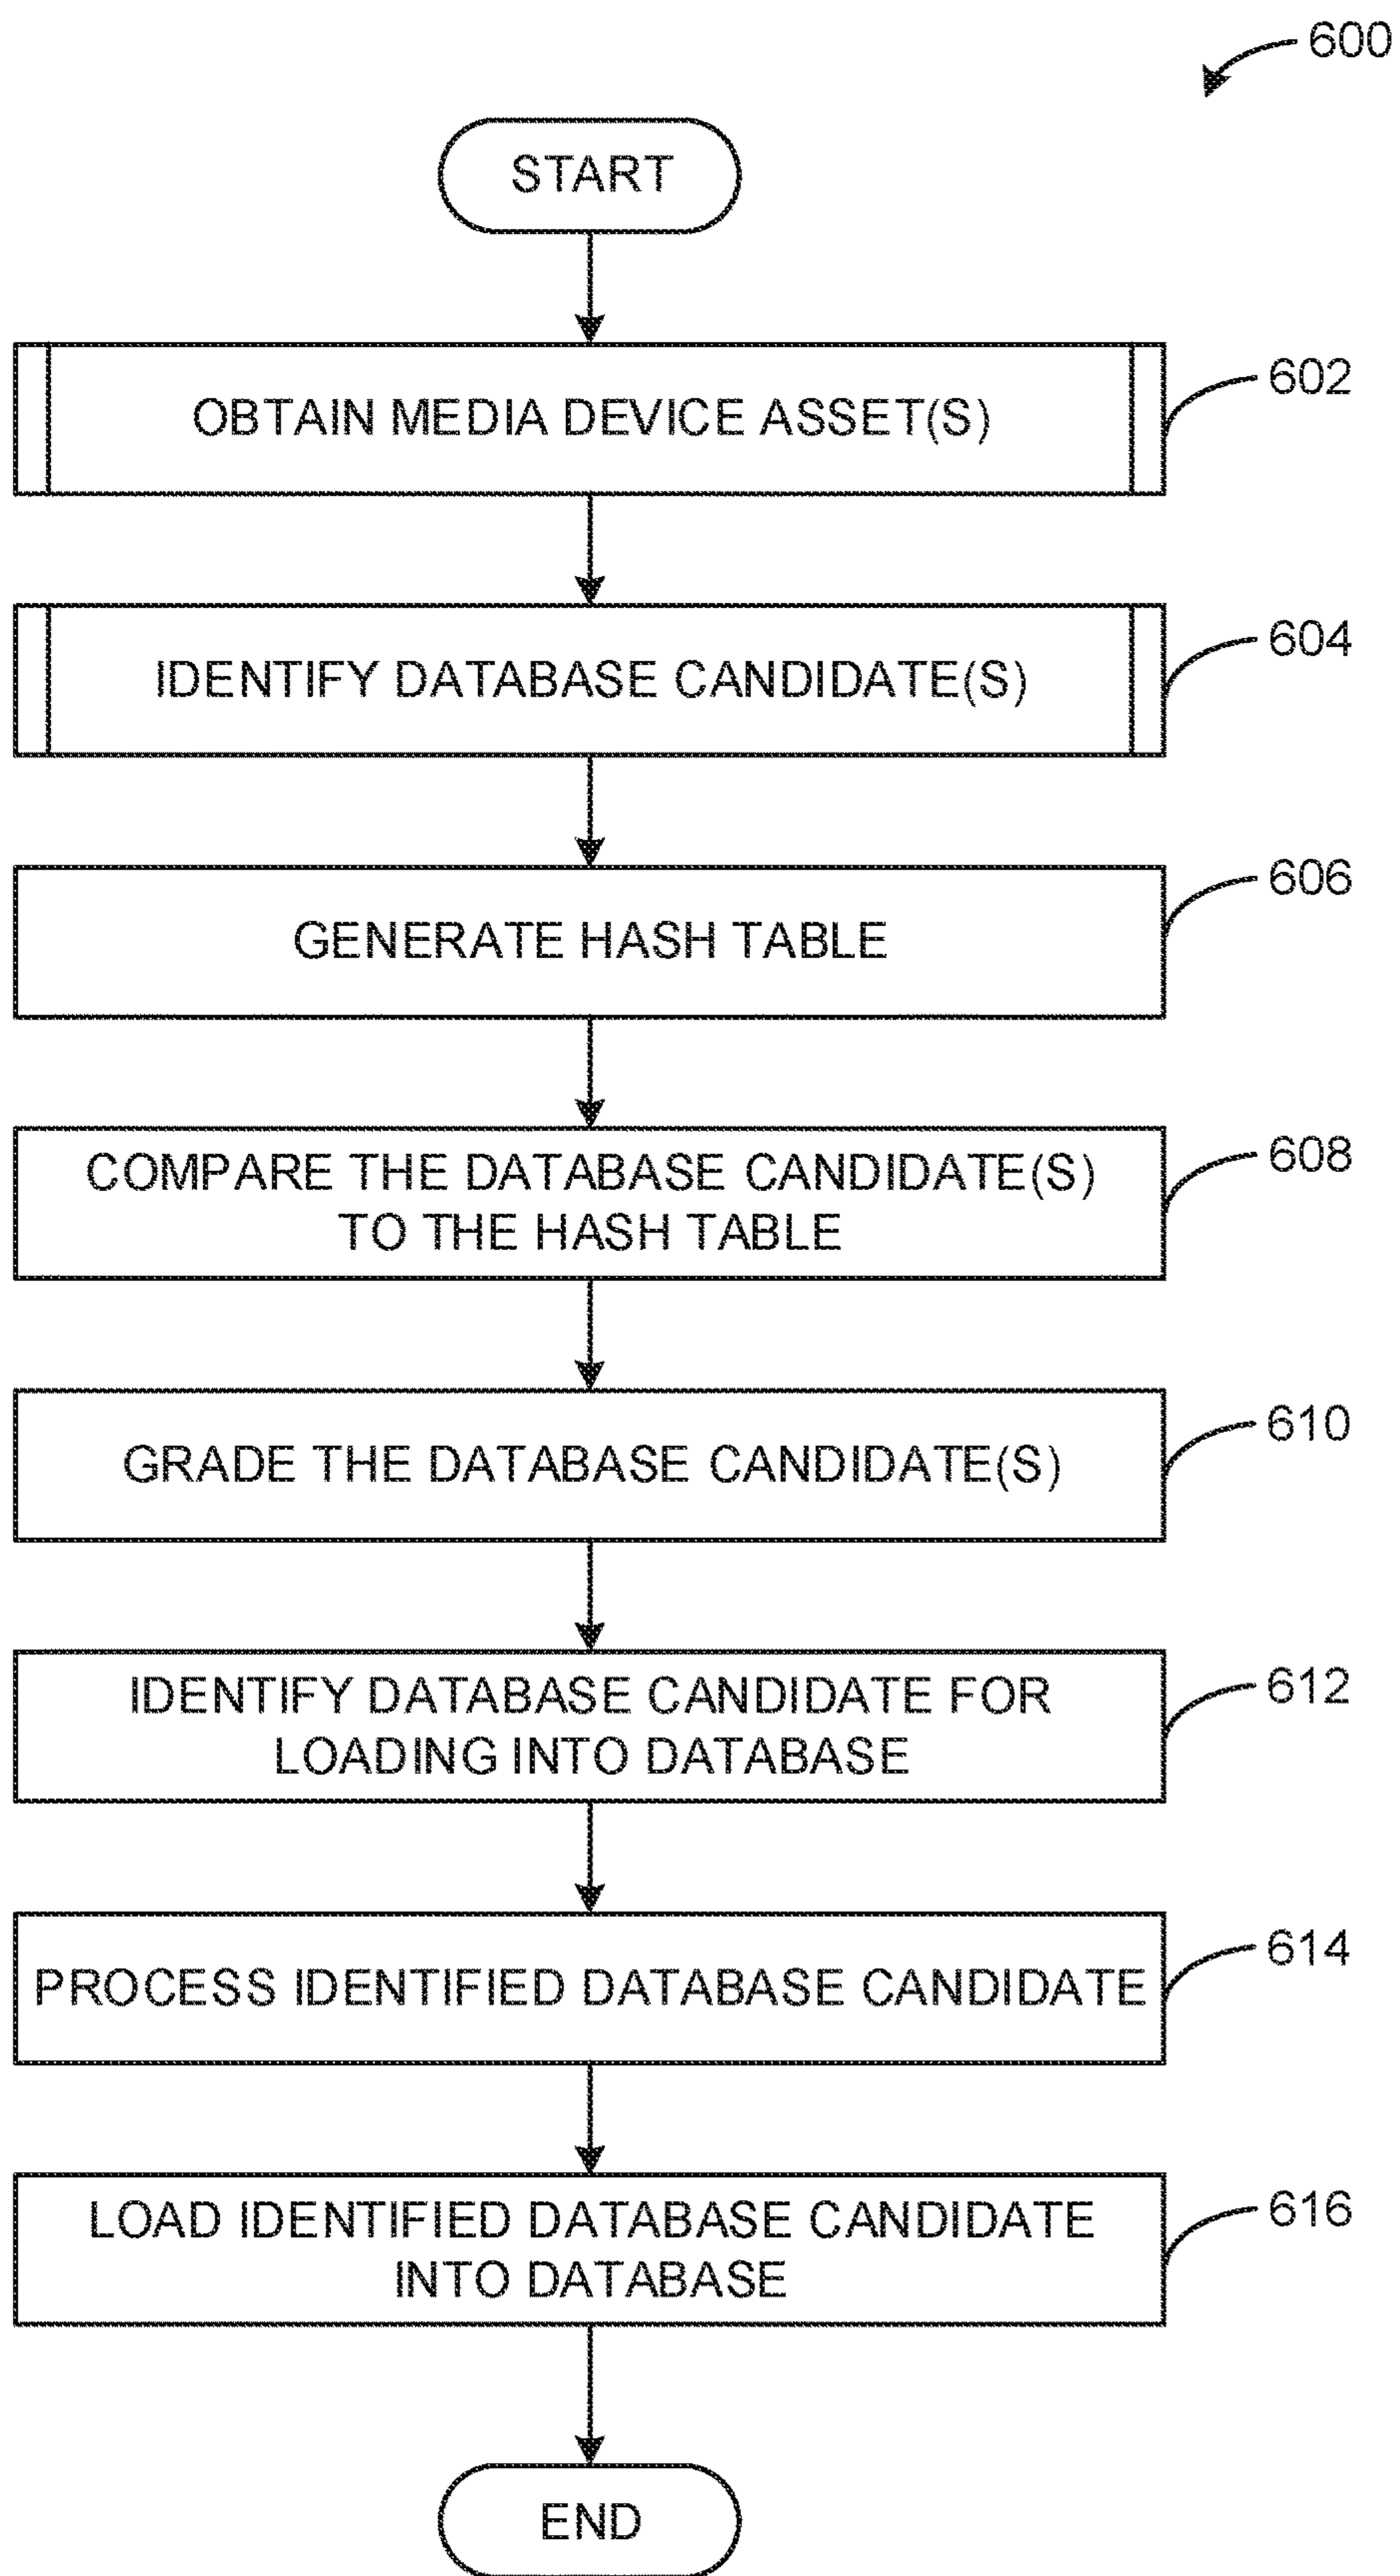 600
START
OBTAIN MEDIA DEVICE ASSET(S)
602
IDENTIFY DATABASE CANDIDATE(S)
604
GENERATE HASH TABLE
606
COMPARE THE DATABASE CANDIDATE(S)
TO THE HASH TABLE
608
GRADE THE DATABASE CANDIDATE(S)
610
IDENTIFY DATABASE CANDIDATE FOR
LOADING INTO DATABASE
612
PROCESS IDENTIFIED DATABASE CANDIDATE
614
LOAD IDENTIFIED DATABASE CANDIDATE
INTO DATABASE
616
END